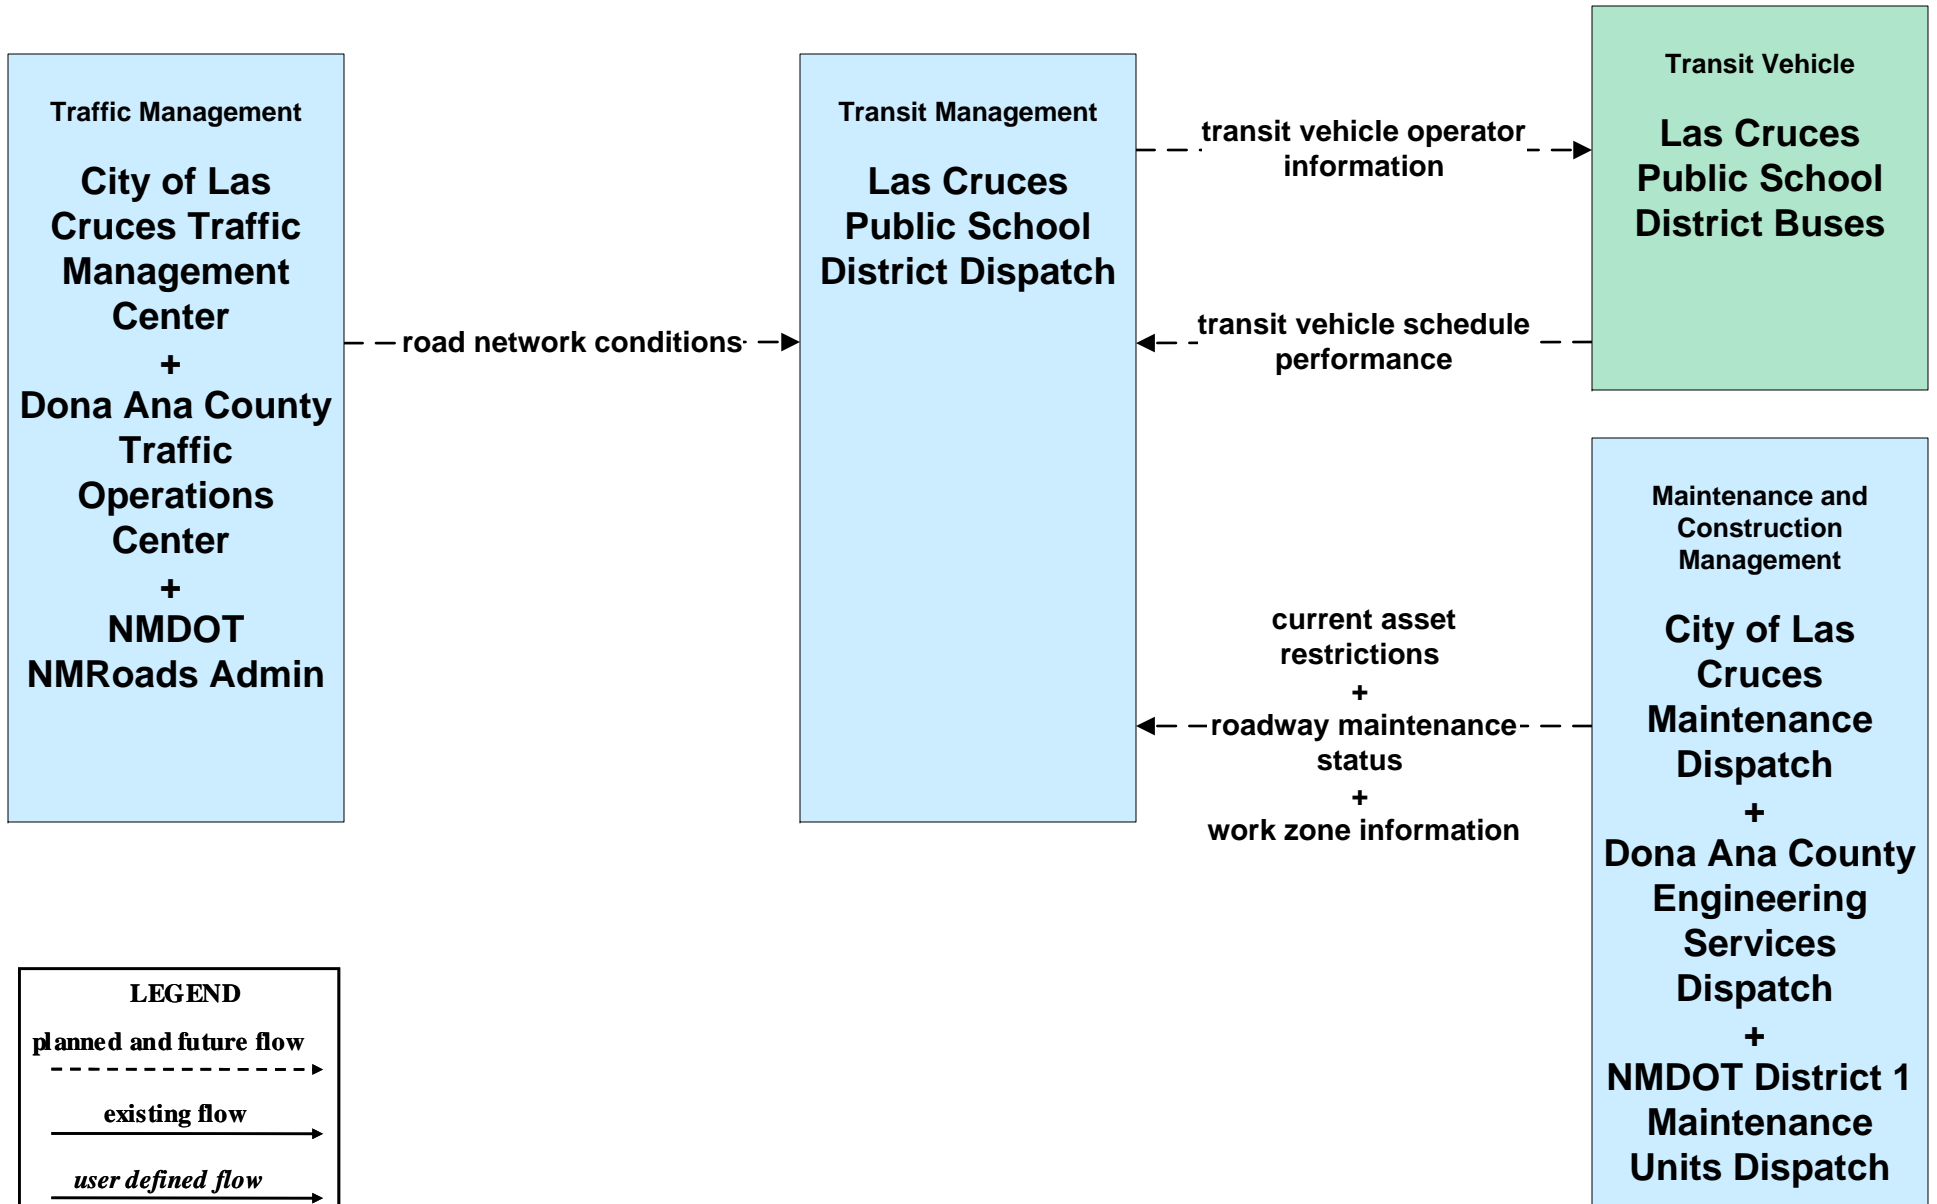 Traffic Management
City of Las
Cruces Traffic
Management
Center
+
Dona Ana County
Traffic
Operations
Center
+
NMDOT
NMRoads Admin
road network conditions
Transit Management
Las Cruces
Public School
District Dispatch
transit vehicle operator
information
transit vehicle schedule
performance
current asset
restrictions
+
roadway maintenance
status
+
work zone information
Transit Vehicle
Las Cruces
Public School
District Buses
Maintenance and
Construction
Management
City of Las
Cruces
Maintenance
Dispatch
+
Dona Ana County
Engineering
Services
Dispatch
+
NMDOT District 1
Maintenance
Units Dispatch
LEGEND
planned and future flow
existing flow
user defined flow